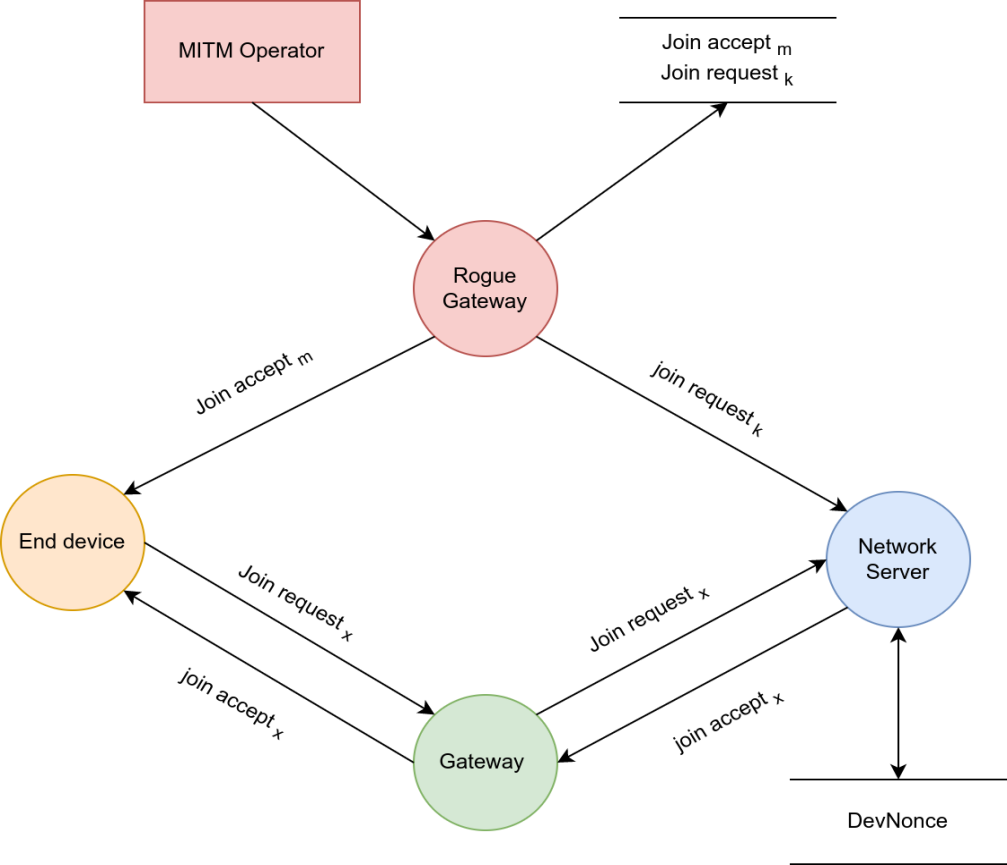 MITM Operator
Join accept m
Join request k
Rogue
Gateway
Join accept m
join request k
End device
Network
Server
Join request x
Join request x
join accept x
join accept x
Gateway
DevNonce